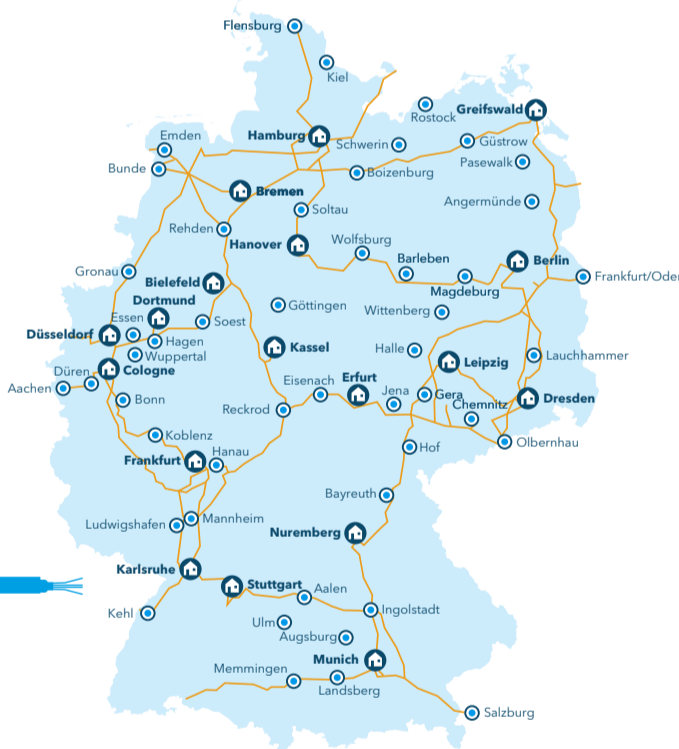 Flensburg
Kiel
Rostock
Greifswald
Hamburg
Schwerin
Güstrow
Emden
Pasewalk
Bunde
Boizenburg
Bremen
Angermünde
Soltau
Rehden
Hanover
Wolfsburg
Barleben
Berlin
Gronau
Frankfurt/Oder
Bielefeld
Magdeburg
Dortmund
Göttingen
Wittenberg
Essen
Soest
Düsseldorf
Hagen
Kassel
Halle
Wuppertal
Lauchhammer
Leipzig
Düren
Cologne
Eisenach
Erfurt
Aachen
Jena
Gera
Dresden
Bonn
Chemnitz
Reckrod
Koblenz
Olbernhau
Hof
Hanau
Frankfurt
Bayreuth
Mannheim
Ludwigshafen
Nuremberg
Karlsruhe
Stuttgart
Aalen
Kehl
Ingolstadt
Ulm
Augsburg
Munich
Memmingen
Landsberg
Salzburg